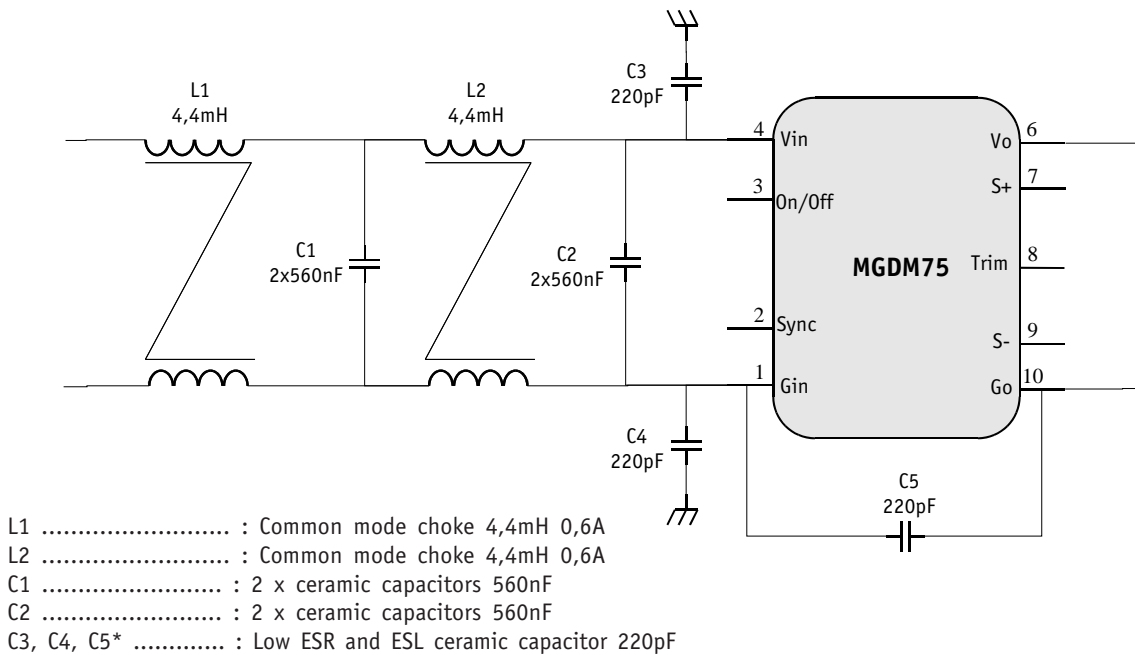 C3
220pF
L1
4,4mH
L2
4,4mH
4
Vin
Vo
6
3
On/Off
S+
7
C1
2x560nF
C2
2x560nF
MGDM75
Trim
8
2
Sync
S-
9
1
Gin
Go
10
C4
220pF
C5
220pF
L1 ........................ : Common mode choke 4,4mH 0,6A
L2 ........................ : Common mode choke 4,4mH 0,6A
C1 ....................... : 2 x ceramic capacitors 560nF
C2 ....................... : 2 x ceramic capacitors 560nF
C3, C4, C5* ............. : Low ESR and ESL ceramic capacitor 220pF